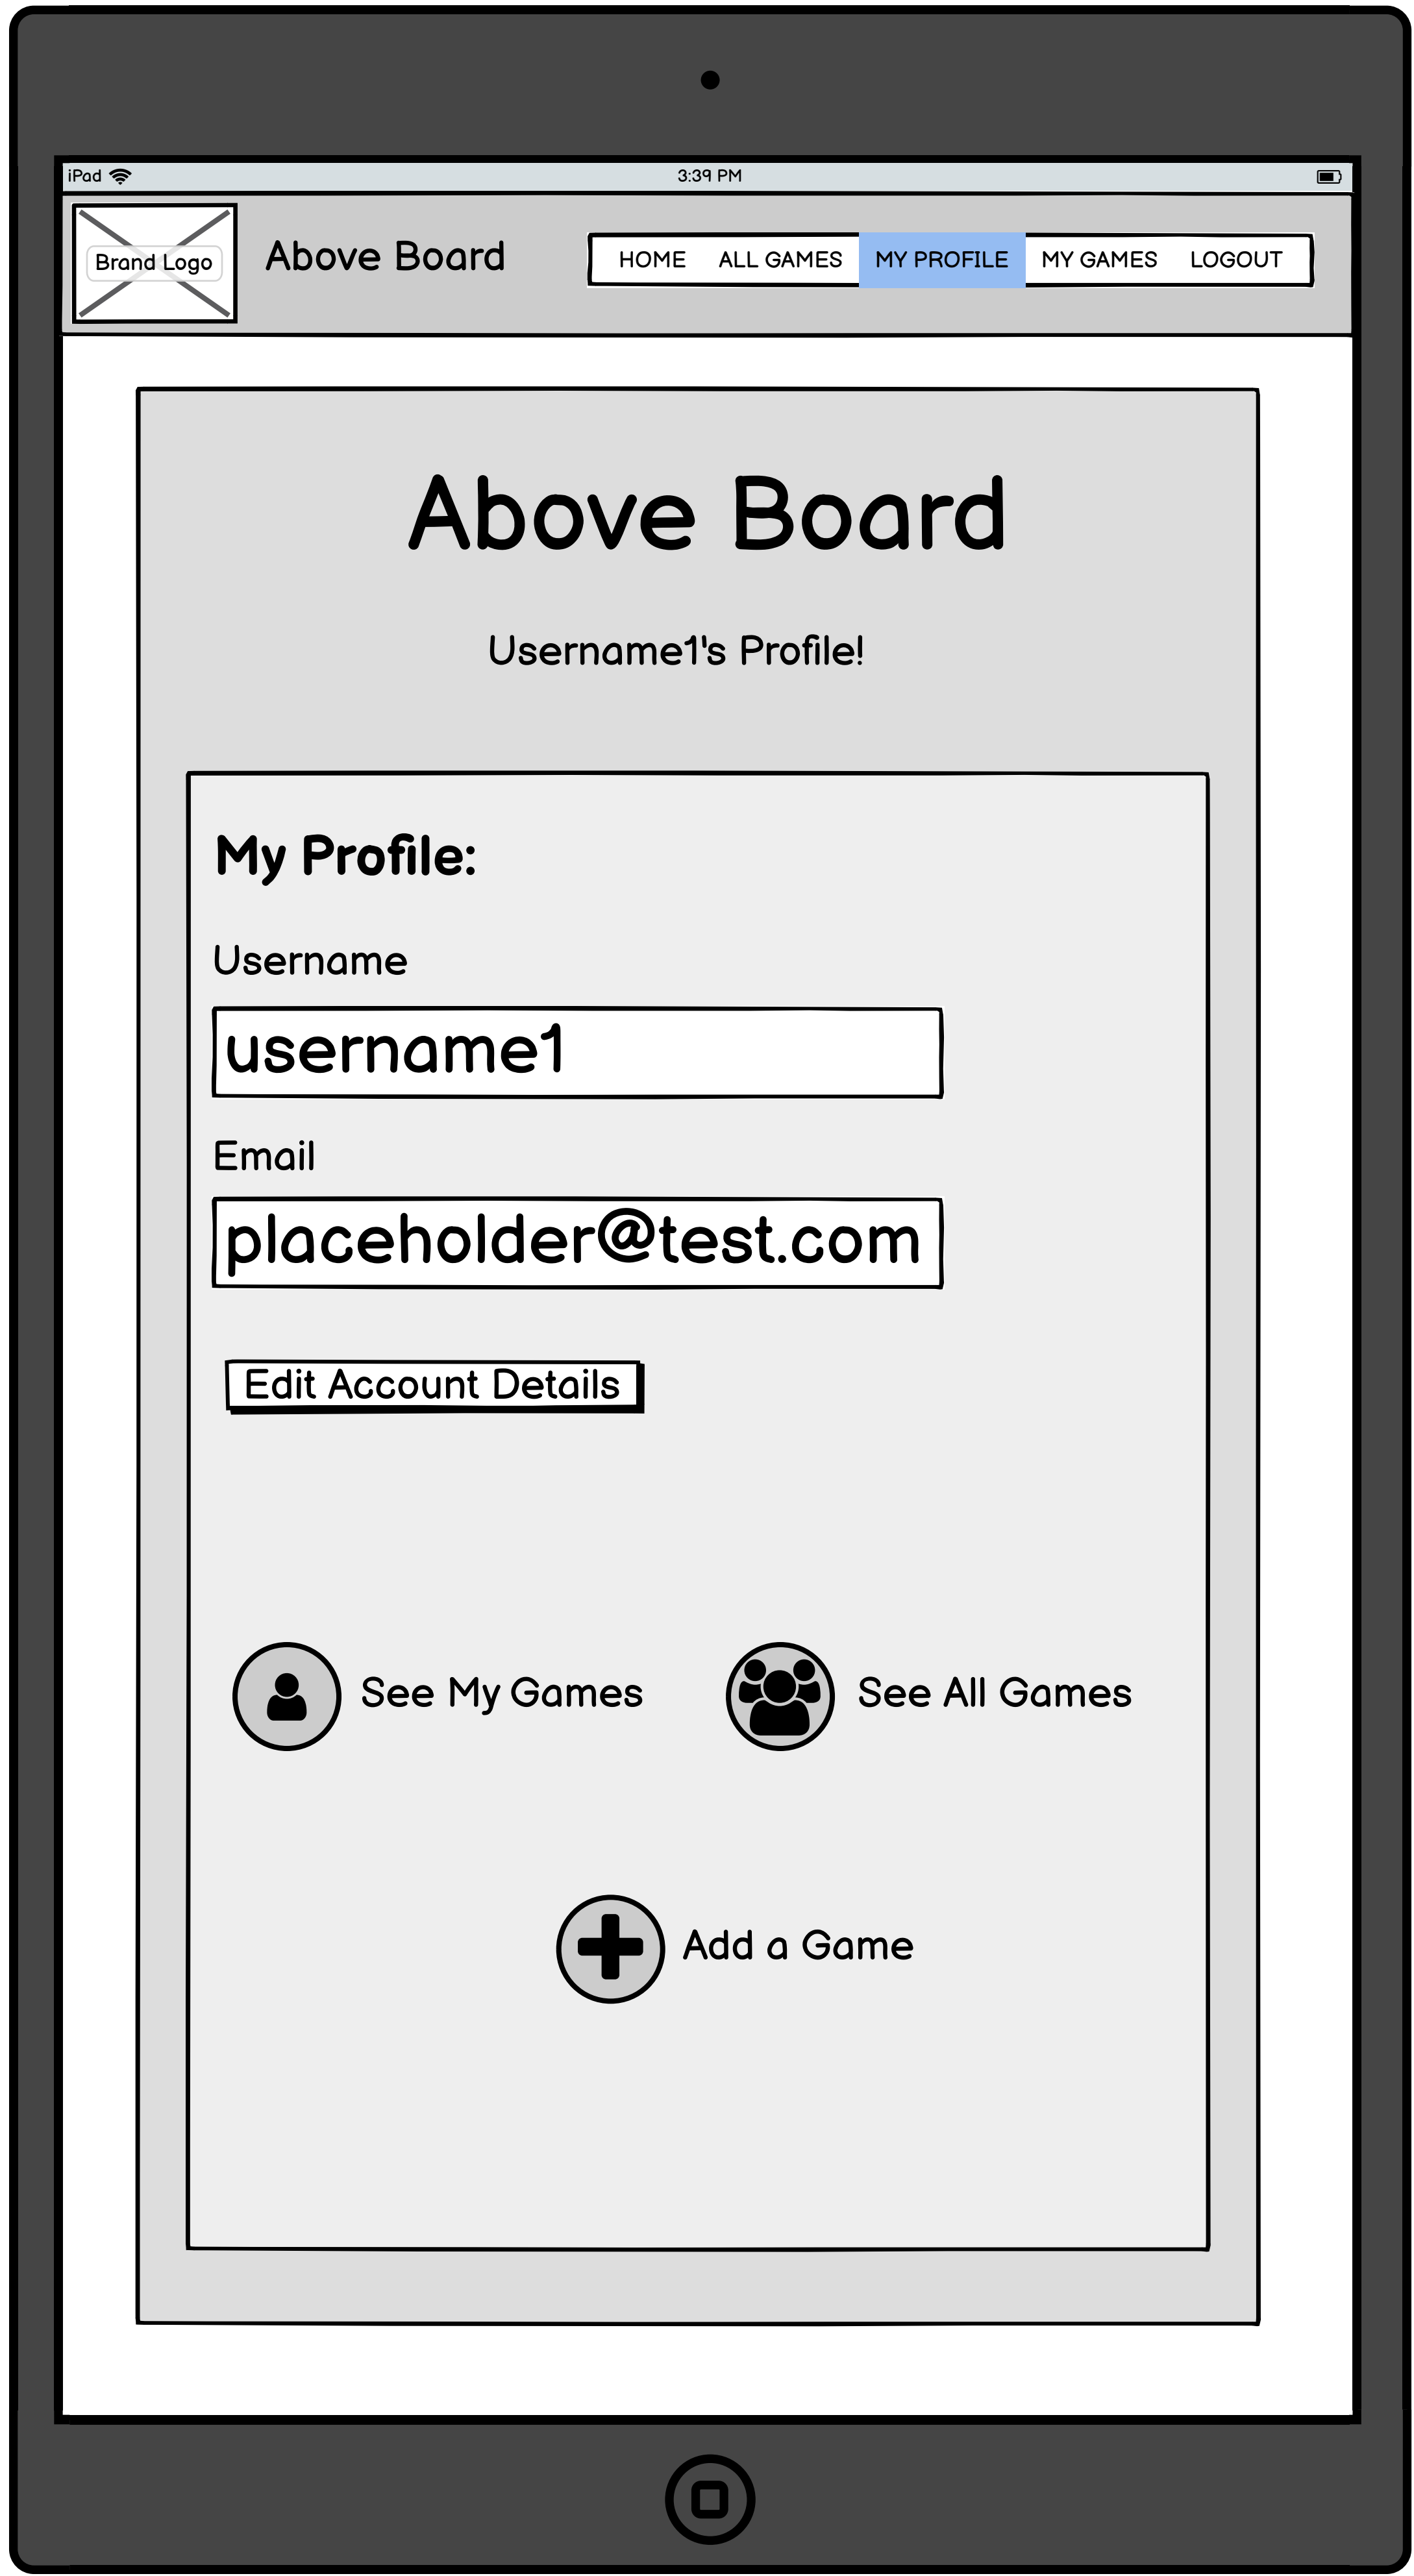 iPad 3:39 PM
Brand Logo Above Board HOME ALL GAMES MY PROFILE MY GAMES LOGOUT
Above Board
Username1's Profile!
My Profile:
Username
username1
Email
placeholder@test.com
Edit Account Details
See My Games See All Games
Add a Game